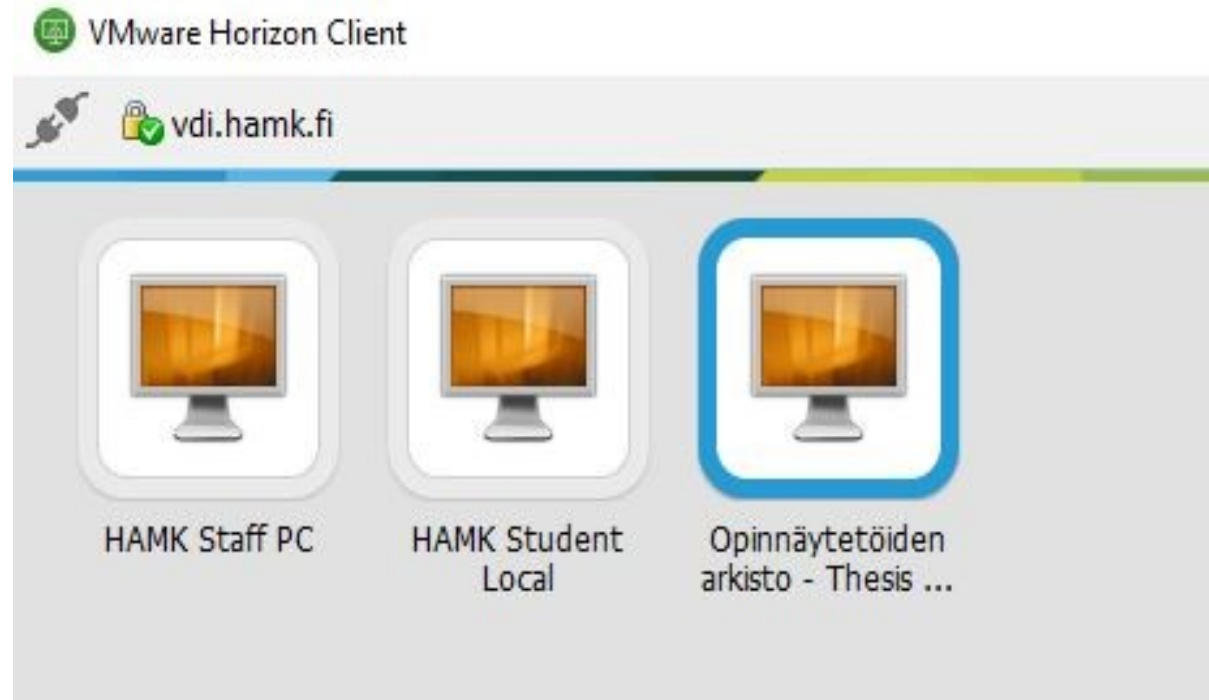 VMware Horizon Client
vdi.hamk.fi
HAMK Staff PC
HAMK Student
Local
Opinnäytetöiden
arkisto - Thesis ...